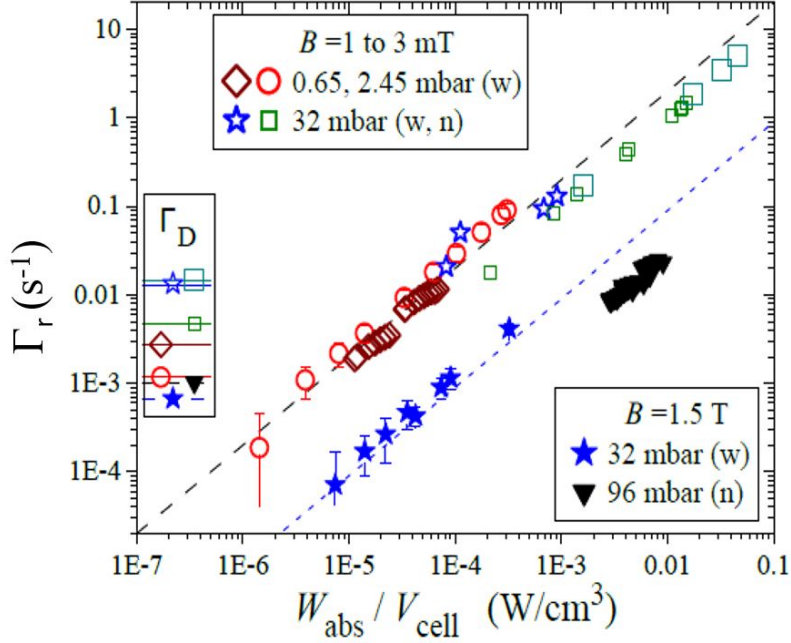 10
1
0.1
0.01
1E-3
1E-4
Γr (s⁻¹)
B =1 to 3 mT
0.65, 2.45 mbar (w)
32 mbar (w, n)
ΓD
B =1.5 T
32 mbar (w)
96 mbar (n)
1E-7 1E-6 1E-5 1E-4 1E-3 0.01 0.1
Wabs / Vcell (W/cm³)